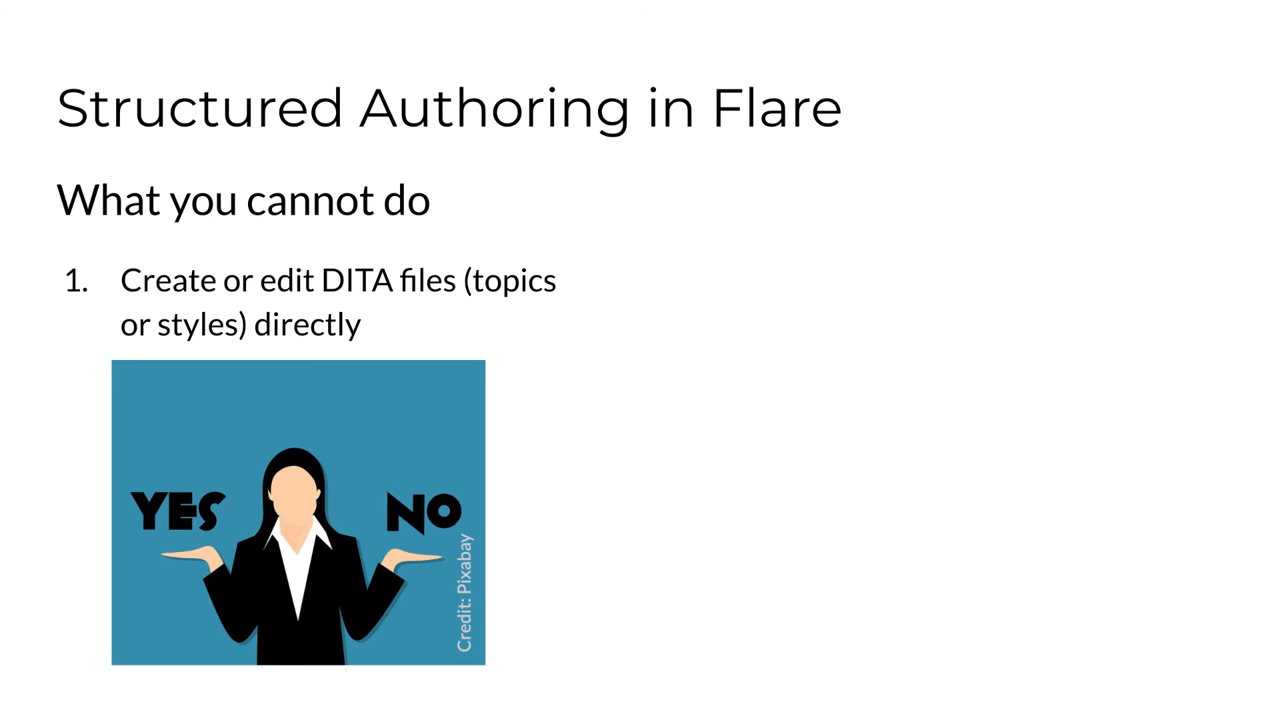 Structured Authoring in Flare
What you cannot do
1. Create or edit DITA files (topics
or styles) directly
YES
NO
Credit: Pixabay